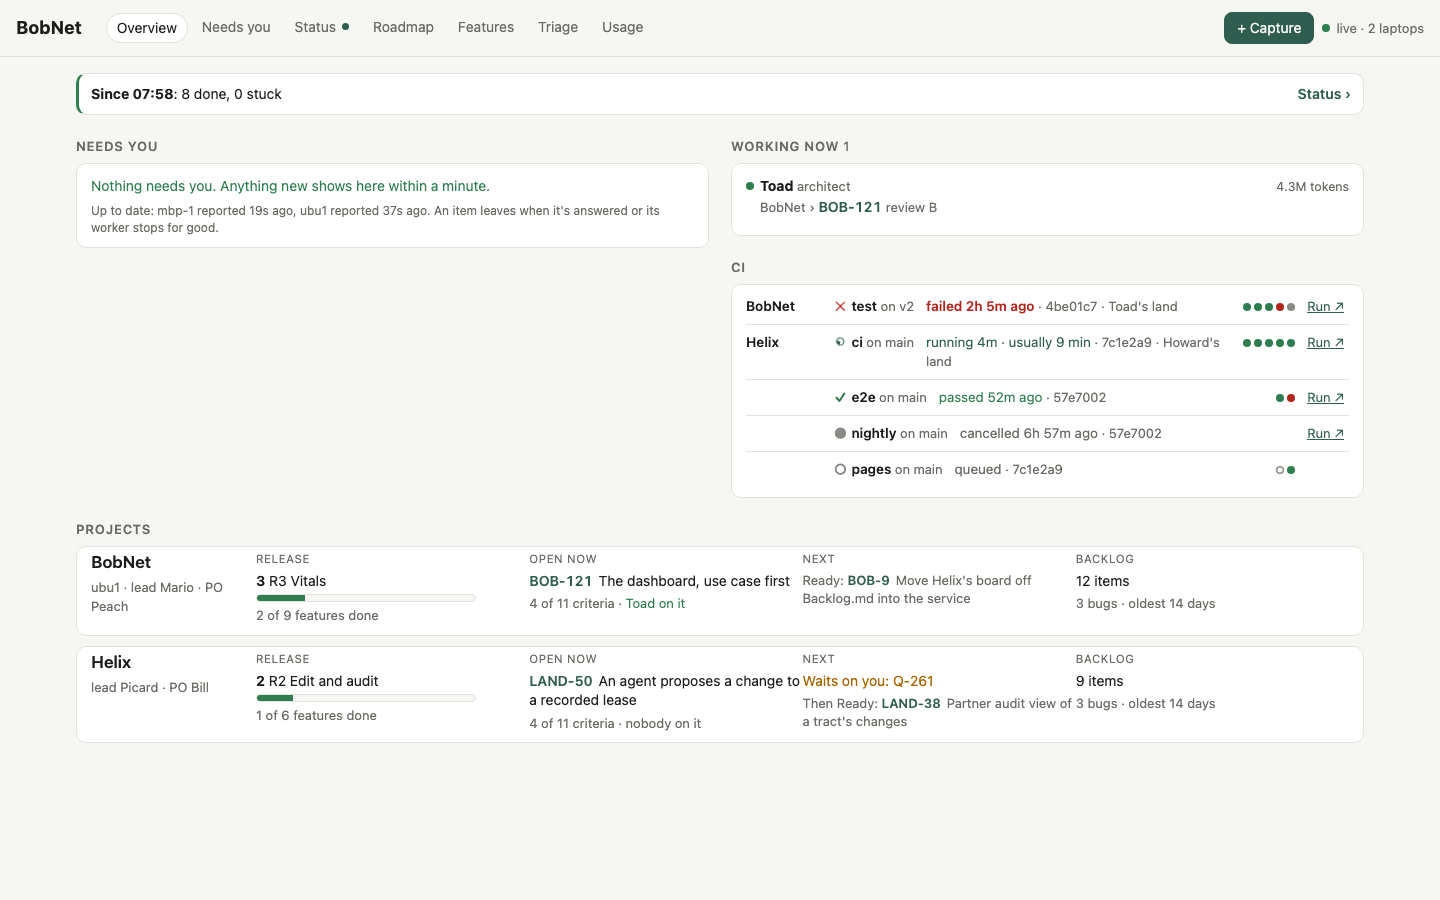 BobNet
Overview
Needs you
Status
Roadmap
Features
Triage
Usage
+ Capture
live · 2 laptops
Since 07:58: 8 done, 0 stuck
Status ›
NEEDS YOU
Nothing needs you. Anything new shows here within a minute.
Up to date: mbp-1 reported 19s ago, ubu1 reported 37s ago. An item leaves when it's answered or its
worker stops for good.
WORKING NOW 1
Toad architect
4.3M tokens
BobNet › BOB-121 review B
CI
BobNet
test on v2
failed 2h 5m ago · 4be01c7 · Toad's land
Run ↗
Helix
ci on main
running 4m · usually 9 min · 7c1e2a9 · Howard's
land
Run ↗
e2e on main
passed 52m ago · 57e7002
Run ↗
nightly on main
cancelled 6h 57m ago · 57e7002
Run ↗
pages on main
queued · 7c1e2a9
PROJECTS
BobNet
ubu1 · lead Mario · PO
Peach
RELEASE
3 R3 Vitals
2 of 9 features done
OPEN NOW
BOB-121 The dashboard, use case first
4 of 11 criteria · Toad on it
NEXT
Ready: BOB-9 Move Helix's board off
Backlog.md into the service
BACKLOG
12 items
3 bugs · oldest 14 days
Helix
lead Picard · PO Bill
RELEASE
2 R2 Edit and audit
1 of 6 features done
OPEN NOW
LAND-50 An agent proposes a change to
a recorded lease
4 of 11 criteria · nobody on it
NEXT
Waits on you: Q-261
Then Ready: LAND-38 Partner audit view of
a tract's changes
BACKLOG
9 items
3 bugs · oldest 14 days